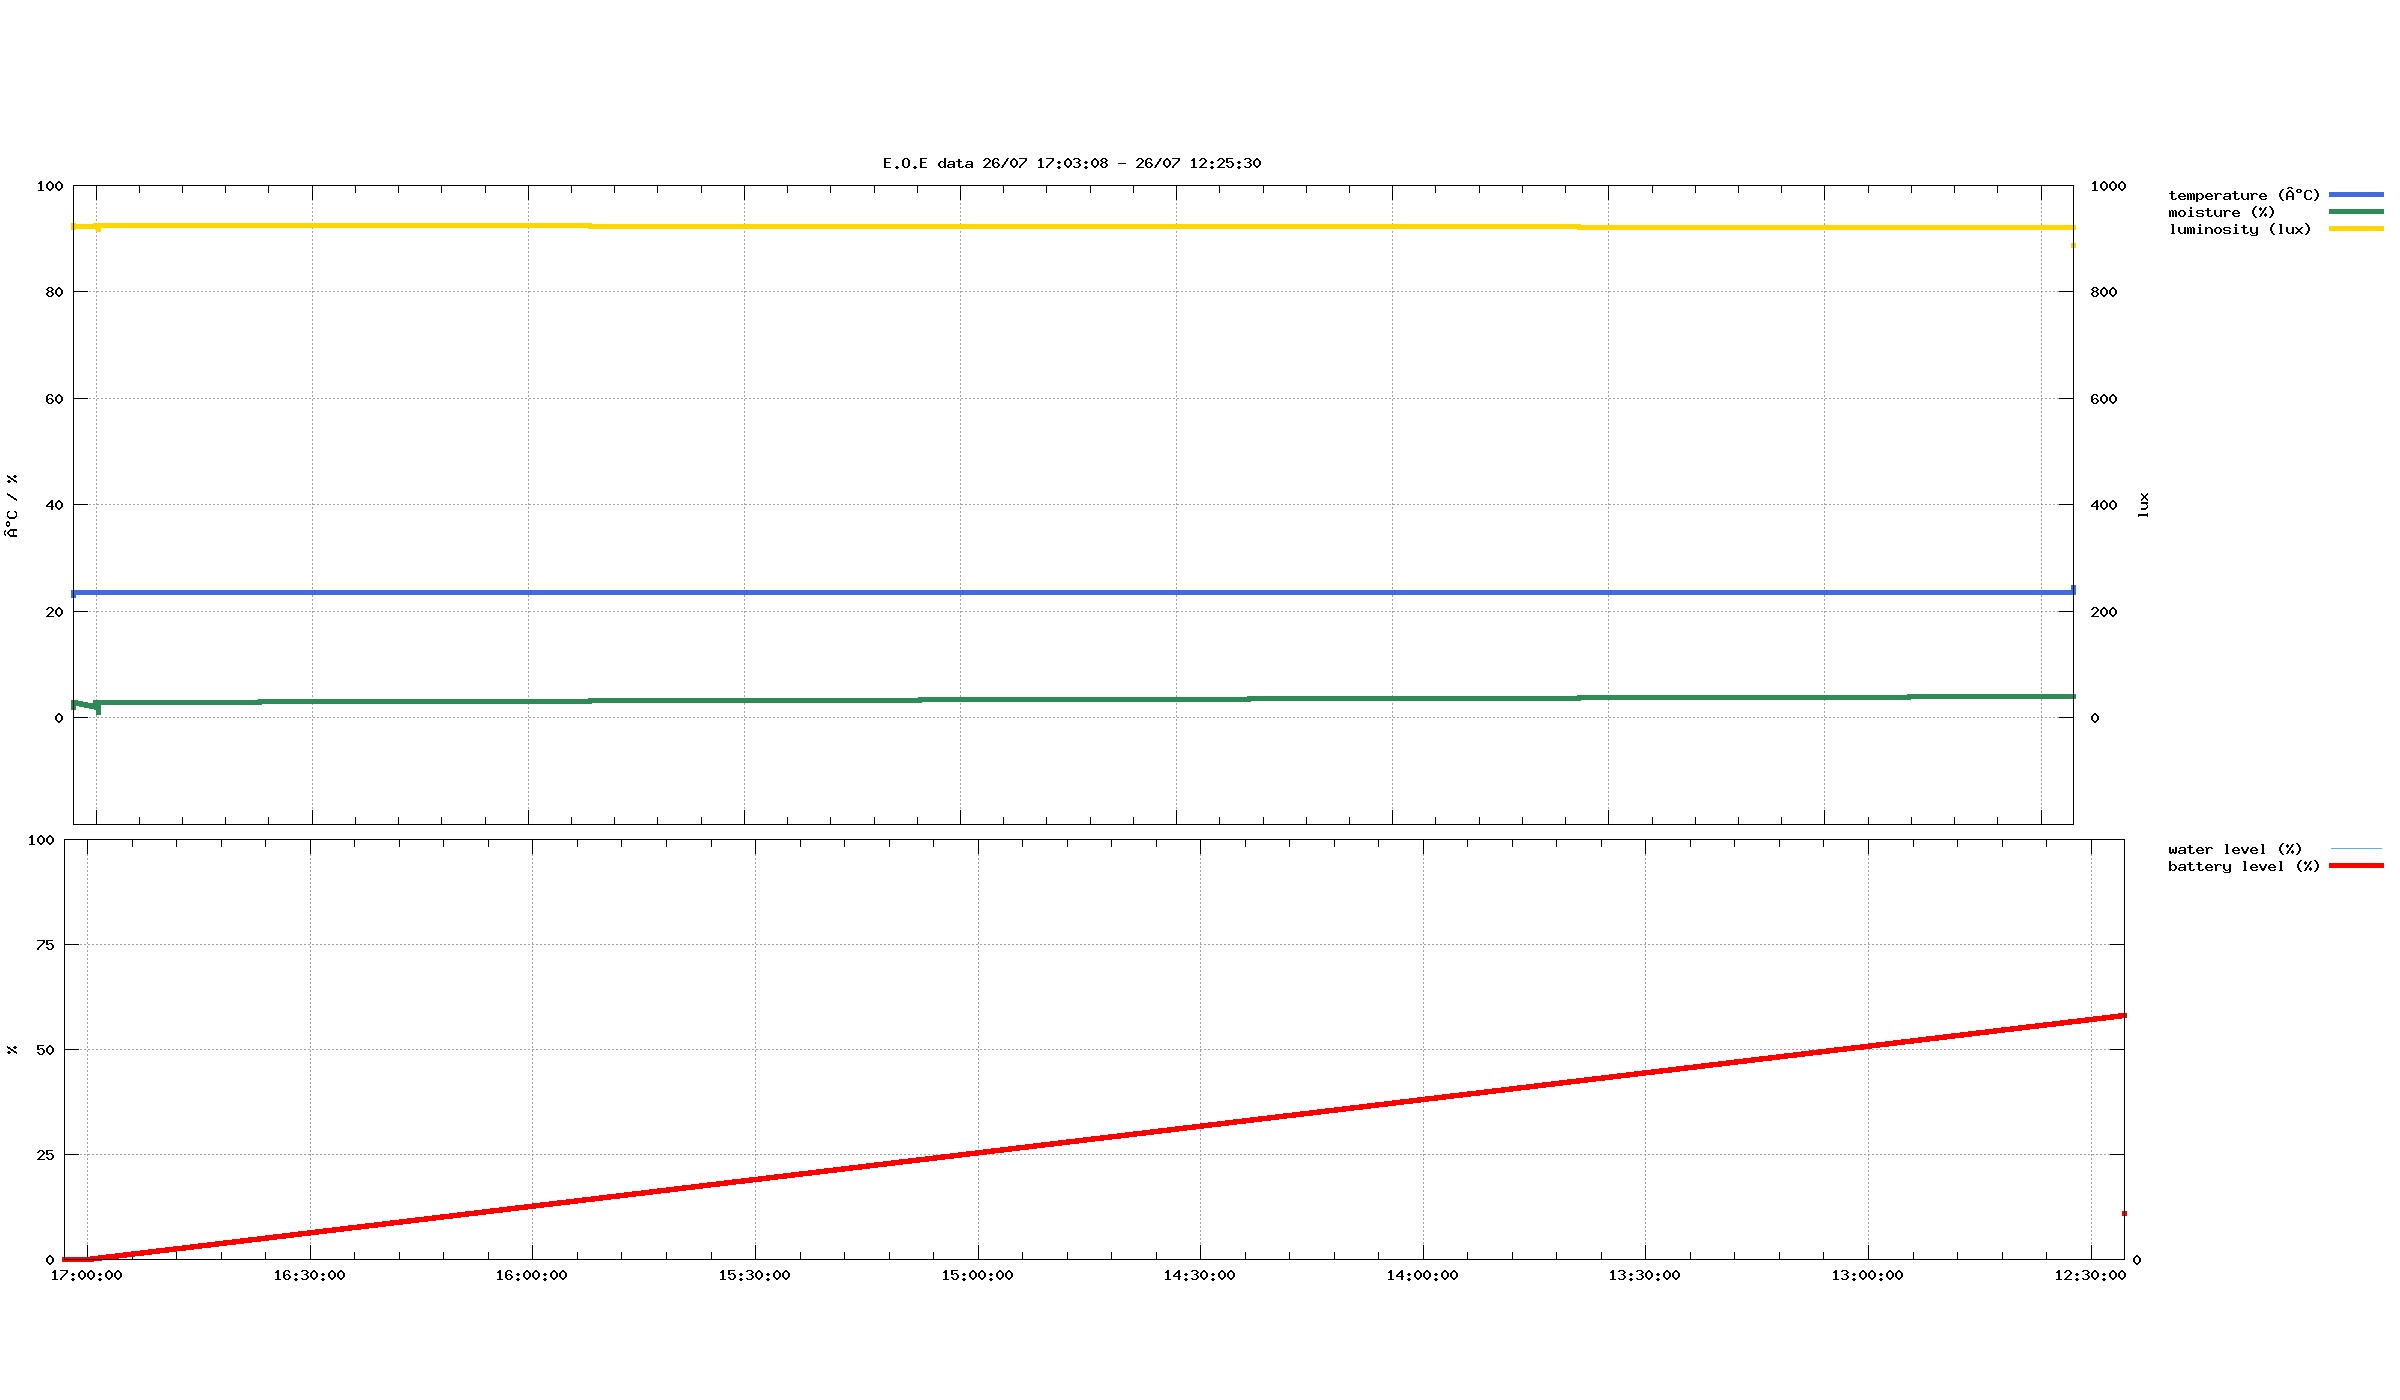 E.O.E data 26/07 17:03:08 - 26/07 12:25:30
100
80
60
40
20
0
Â°C / %
1000
800
600
400
200
0
lux
temperature (Â°C)
moisture (%)
luminosity (lux)
100
75
50
25
0
%
0
water level (%)
battery level (%)
17:00:00 16:30:00 16:00:00 15:30:00 15:00:00 14:30:00 14:00:00 13:30:00 13:00:00 12:30:00